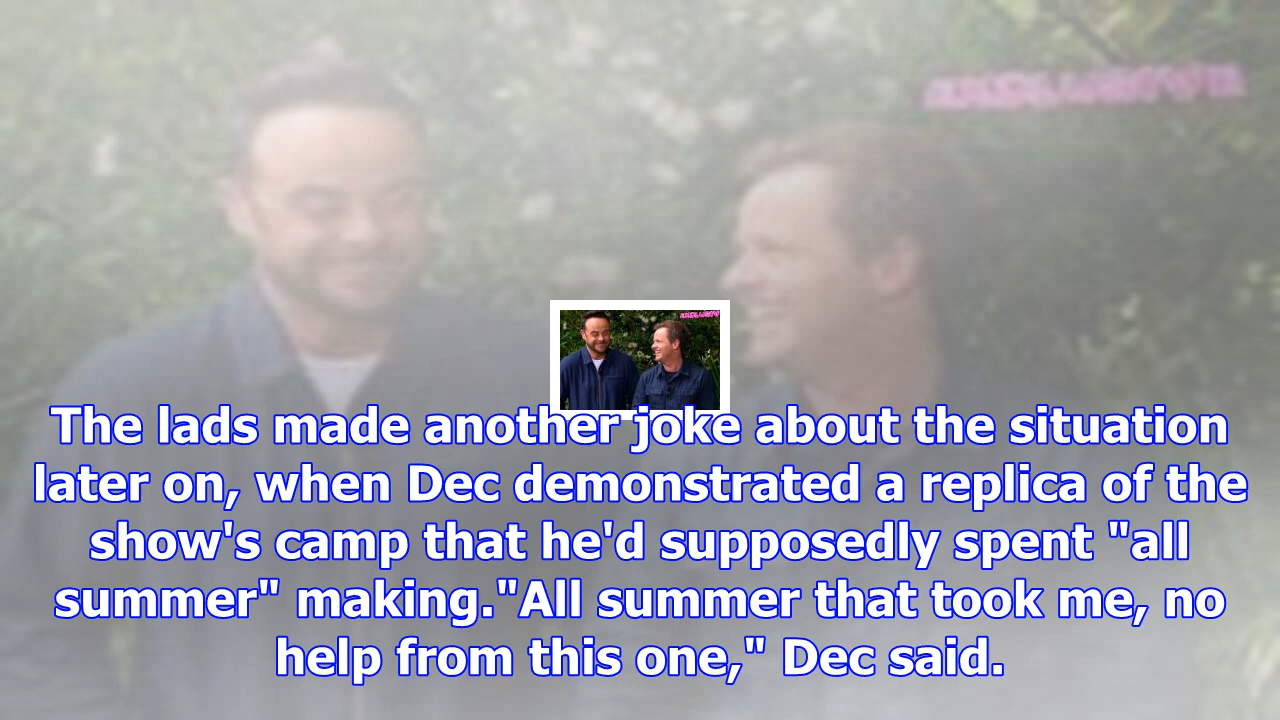 The lads made another joke about the situation
later on, when Dec demonstrated a replica of the
show's camp that he'd supposedly spent "all
summer" making."All summer that took me, no
help from this one," Dec said.